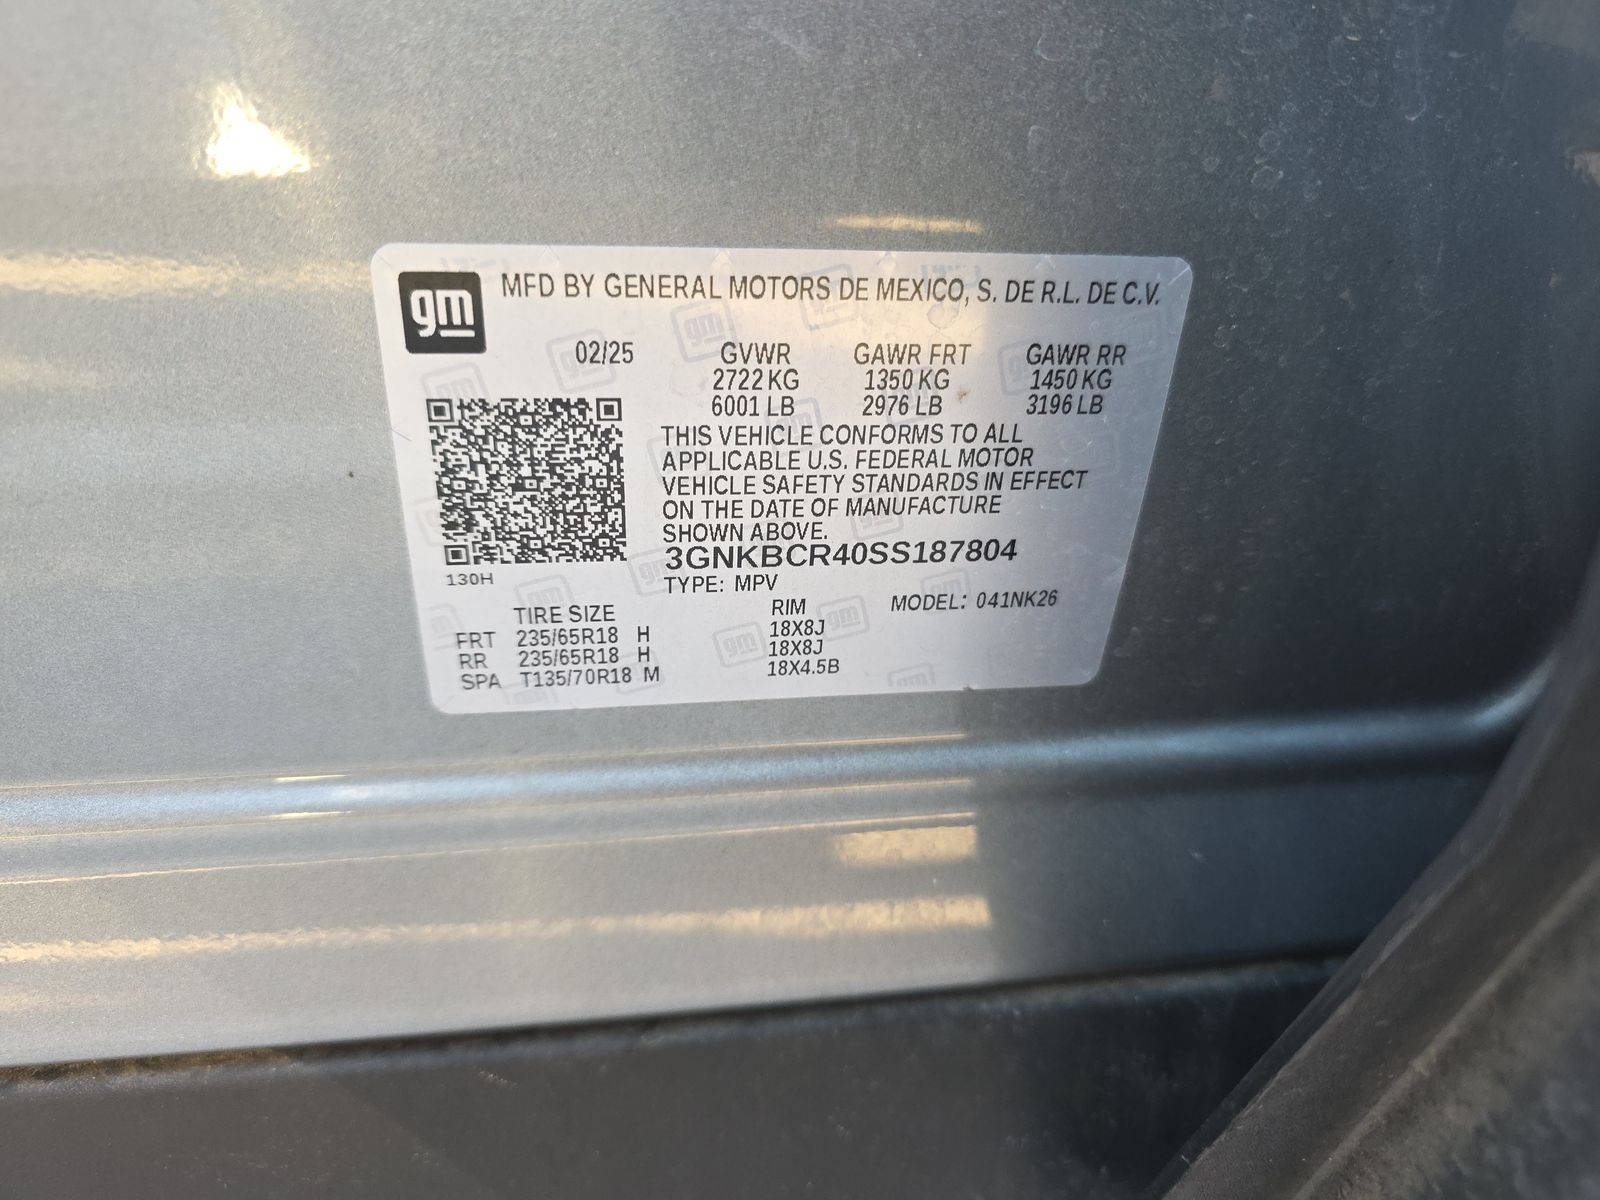 gm
MFD BY GENERAL MOTORS DE MEXICO, S. DE R.L. DE C.V.
02/25 GVWR GAWR FRT GAWR RR
2722 KG 1350 KG 1450 KG
6001 LB 2976 LB 3196 LB
THIS VEHICLE CONFORMS TO ALL
APPLICABLE U.S. FEDERAL MOTOR
VEHICLE SAFETY STANDARDS IN EFFECT
ON THE DATE OF MANUFACTURE
SHOWN ABOVE.
3GNKBCR40SS187804
130H
TYPE: MPV
TIRE SIZE RIM MODEL: 041NK26
FRT 235/65R18 H 18X8J
RR 235/65R18 H 18X8J
SPA T135/70R18 M 18X4.5B